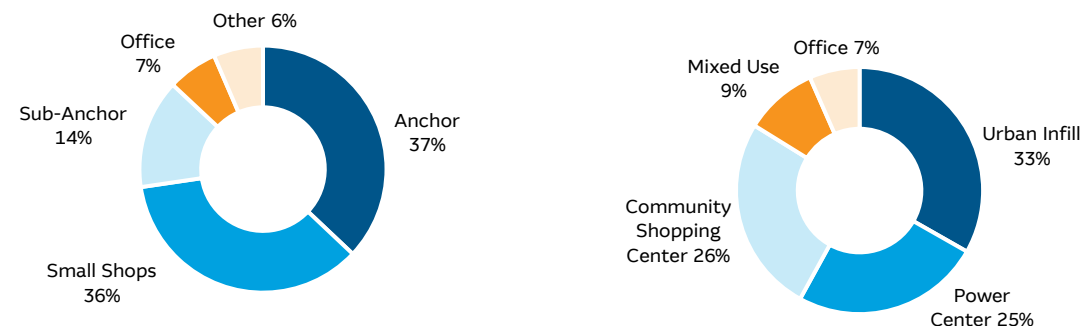 Other 6%
Office
7%
Sub-Anchor
14%
Anchor
37%
Small Shops
36%
Office 7%
Mixed Use
9%
Urban Infill
33%
Community
Shopping
Center 26%
Power
Center 25%